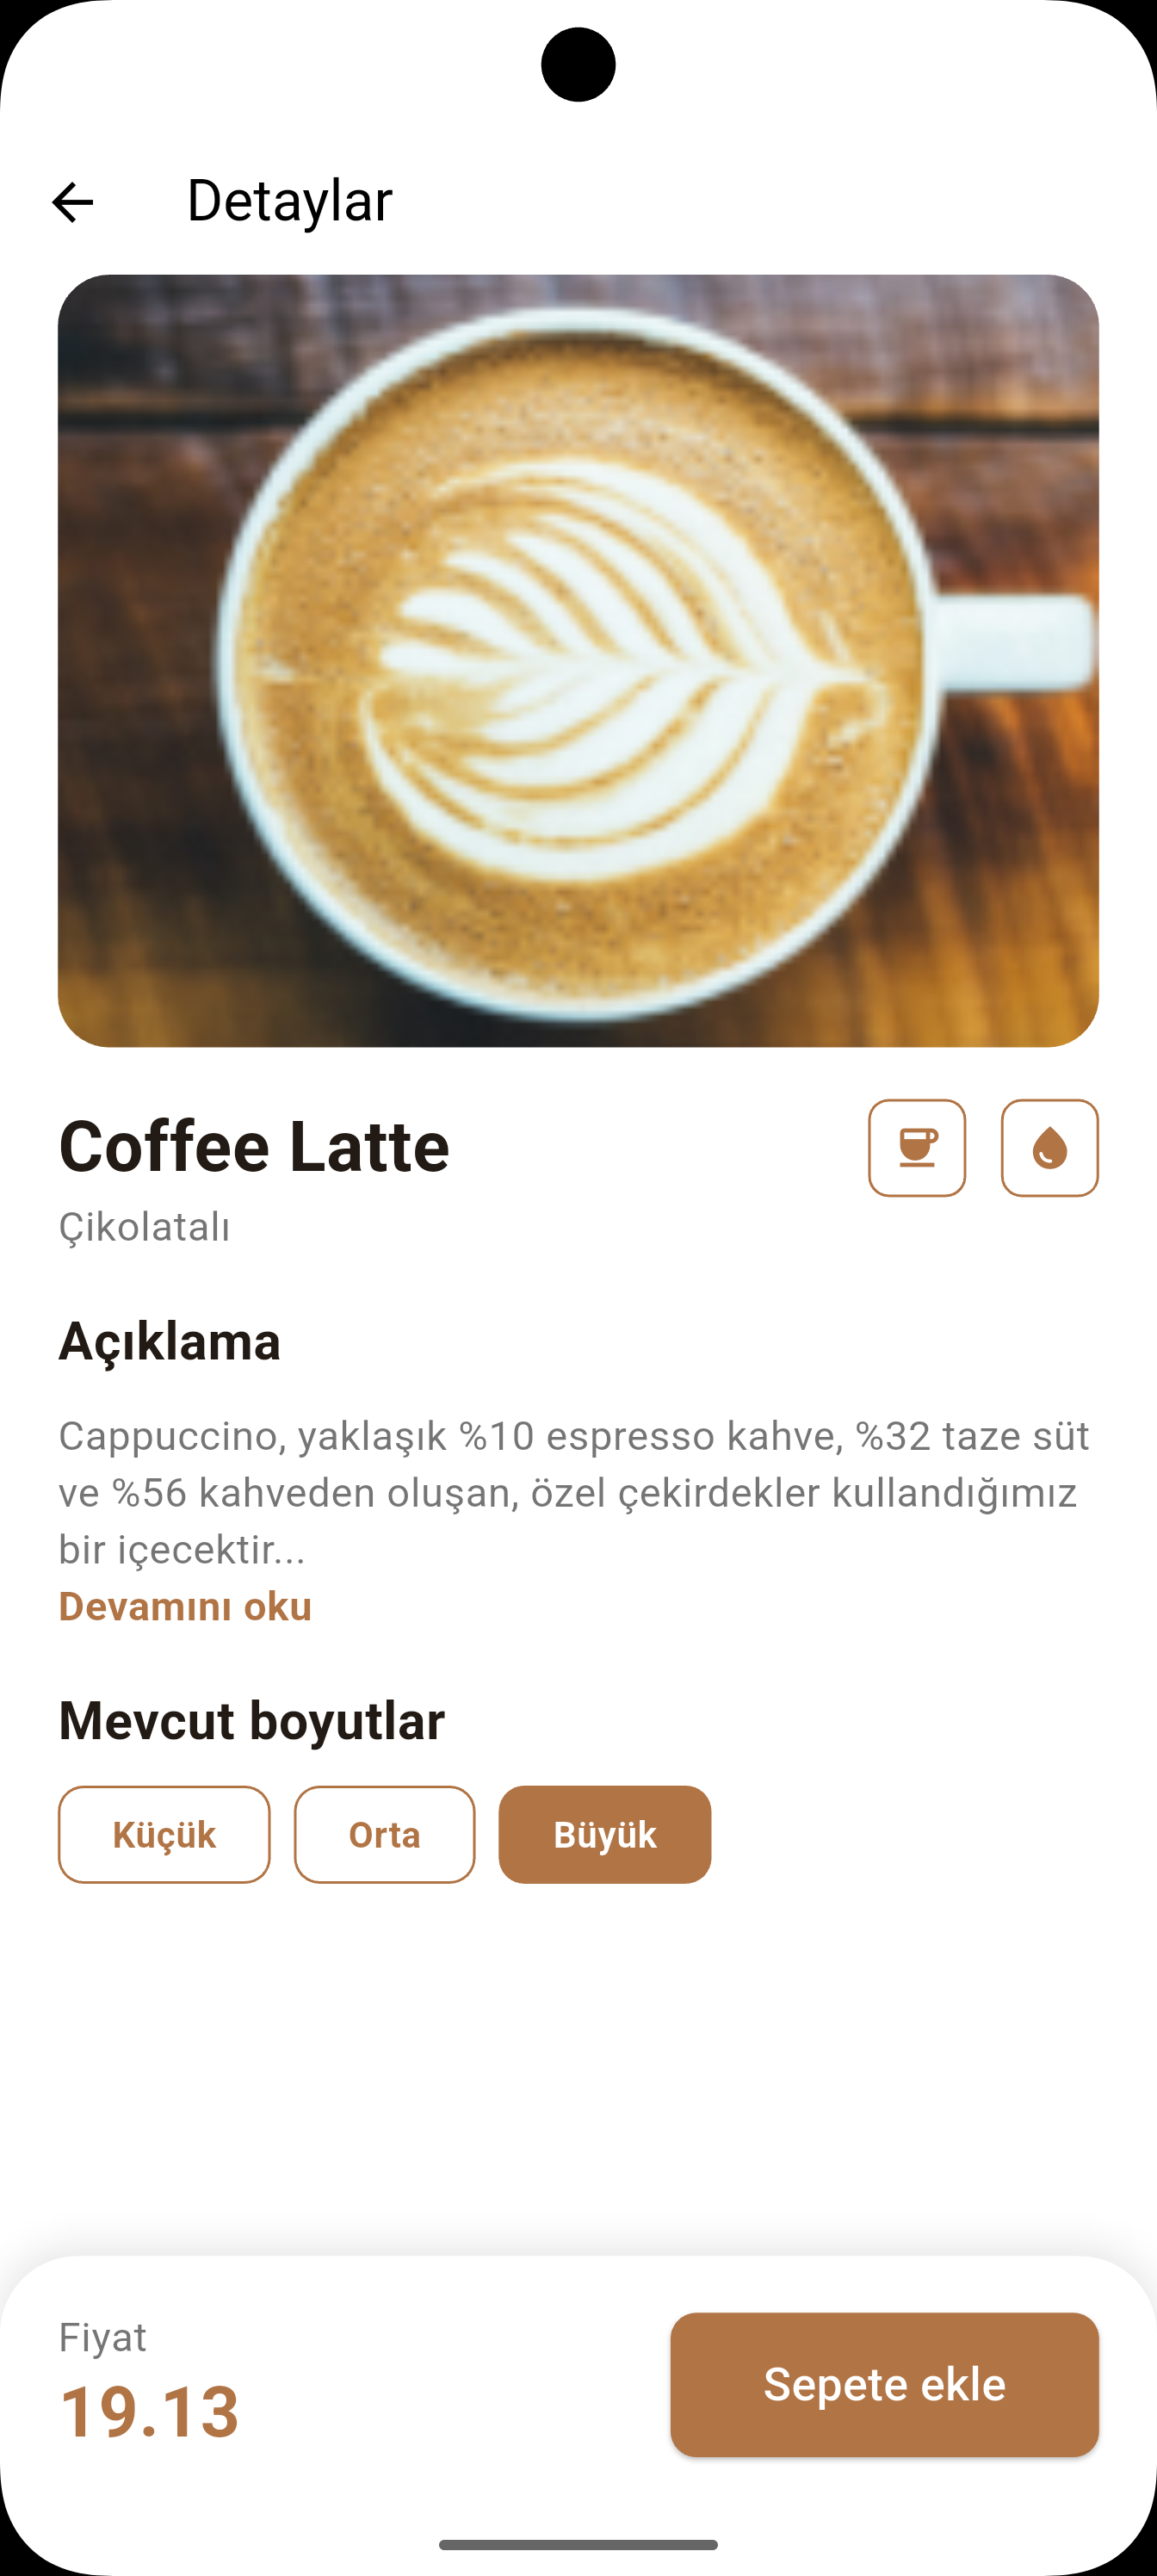 Detaylar
Coffee Latte
Çikolatalı
Açıklama
Cappuccino, yaklaşık %10 espresso kahve, %32 taze süt
ve %56 kahveden oluşan, özel çekirdekler kullandığımız
bir içecektir...
Devamını oku
Mevcut boyutlar
Küçük Orta Büyük
Fiyat
19.13
Sepete ekle